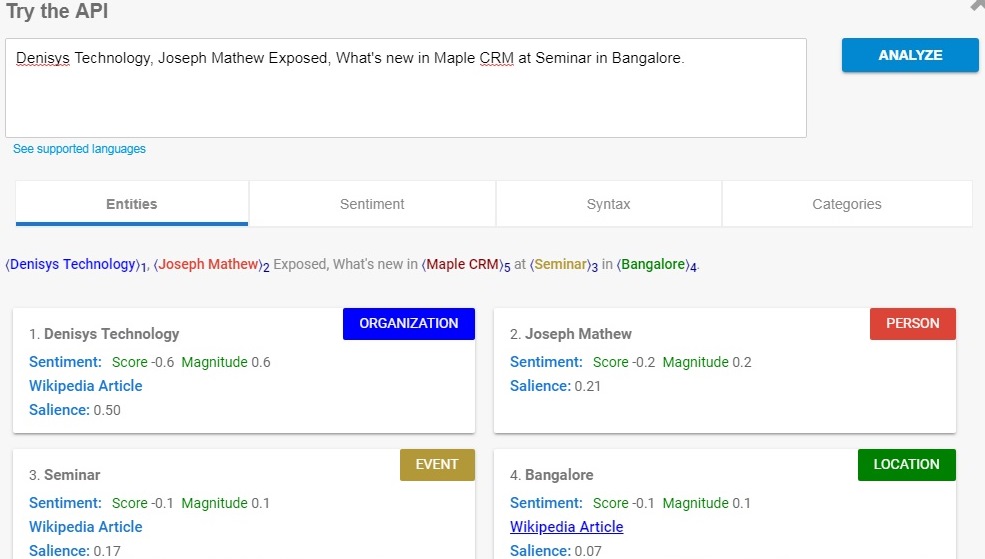 Try the API
Denisys Technology, Joseph Mathew Exposed, What's new in Maple CRM at Seminar in Bangalore.
ANALYZE
See supported languages
Entities
Sentiment
Syntax
Categories
⟨Denisys Technology⟩1, ⟨Joseph Mathew⟩2 Exposed, What's new in ⟨Maple CRM⟩5 at ⟨Seminar⟩3 in ⟨Bangalore⟩4.
ORGANIZATION
1. Denisys Technology
Sentiment: Score -0.6 Magnitude 0.6
Wikipedia Article
Salience: 0.50
PERSON
2. Joseph Mathew
Sentiment: Score -0.2 Magnitude 0.2
Salience: 0.21
EVENT
3. Seminar
Sentiment: Score -0.1 Magnitude 0.1
Wikipedia Article
Salience: 0.17
LOCATION
4. Bangalore
Sentiment: Score -0.1 Magnitude 0.1
Wikipedia Article
Salience: 0.07